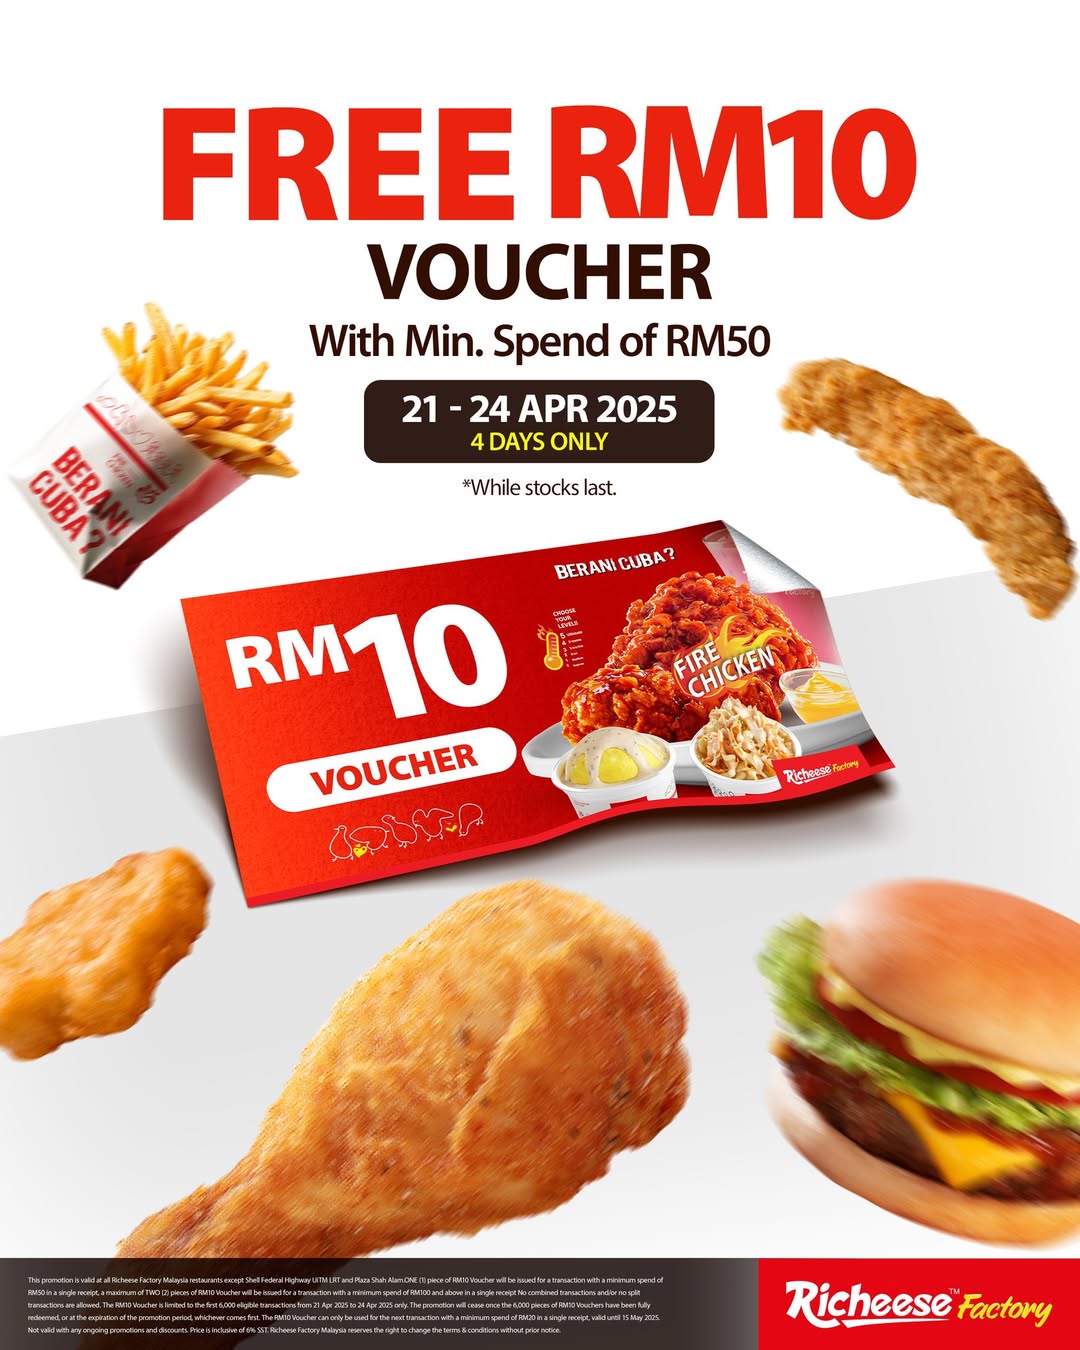 FREE RM10
VOUCHER
With Min. Spend of RM50
21 - 24 APR 2025
4 DAYS ONLY
*While stocks last.
BERANI
CUBA?
BERANI CUBA?
RM10
VOUCHER
CHOOSE
YOUR
LEVEL!!
5
4
3
2
1
FIRE
CHICKEN
Richeese Factory
This promotion is valid at all Richeese Factory Malaysia restaurants except Shell Federal Highway UiTM LRT and Plaza Shah Alam.ONE (1) piece of RM10 Voucher will be issued for a transaction with a minimum spend of
RM50 in a single receipt, a maximum of TWO (2) pieces of RM10 Voucher will be issued for a transaction with a minimum spend of RM100 and above in a single receipt No combined transactions and/or no split
transactions are allowed. The RM10 Voucher is limited to the first 6,000 eligible transactions from 21 Apr 2025 to 24 Apr 2025 only. The promotion will cease once the 6,000 pieces of RM10 Vouchers have been fully
redeemed, or at the expiration of the promotion period, whichever comes first. The RM10 Voucher can only be used for the next transaction with a minimum spend of RM20 in a single receipt, valid until 15 May 2025.
Not valid with any ongoing promotions and discounts. Price is inclusive of 6% SST. Richeese Factory Malaysia reserves the right to change the terms & conditions without prior notice.
Richeese™ Factory